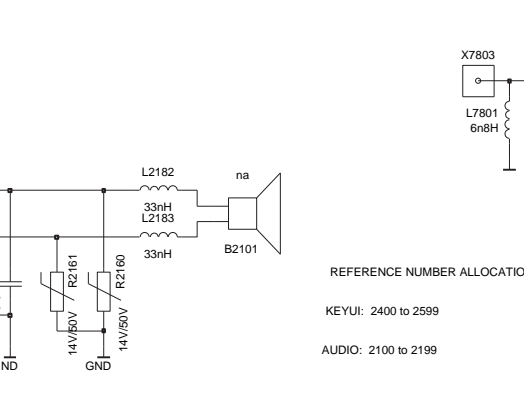 X7803
L7801
6n8H
L2182
na
33nH
L2183
33nH
B2101
R2161
R2160
14V/50V
14V/50V
GND
REFERENCE NUMBER ALLOCATIO
KEYUI: 2400 to 2599
AUDIO: 2100 to 2199
ND